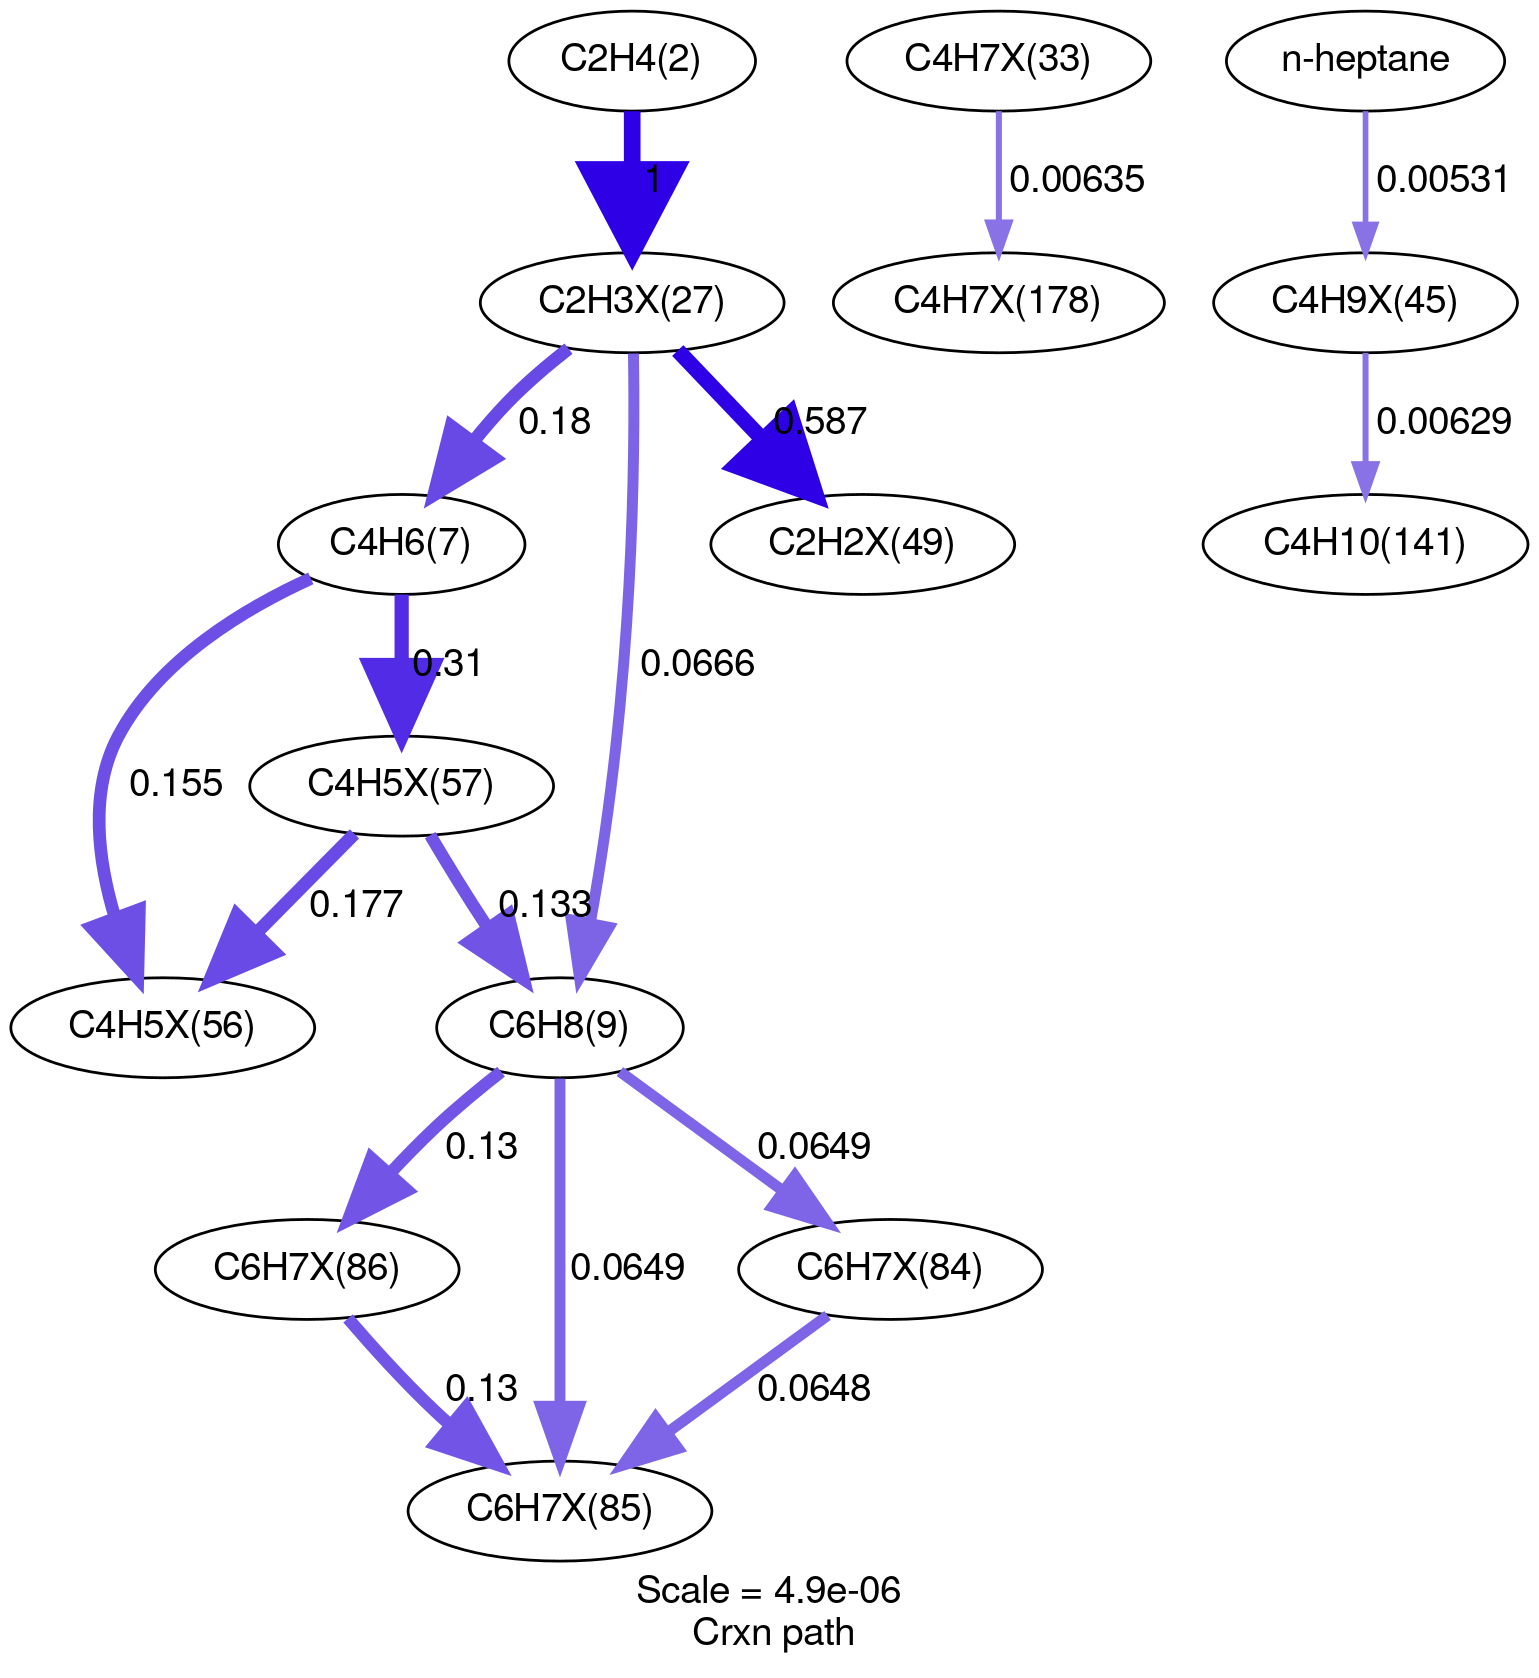 C2H4(2)
C4H7X(33)
n-heptane
1
0.00635
0.00531
C2H3X(27)
C4H7X(178)
C4H9X(45)
0.18
0.587
0.00629
C4H6(7)
C2H2X(49)
C4H10(141)
0.31
0.0666
0.155
C4H5X(57)
0.177
0.133
C4H5X(56)
C6H8(9)
0.13
0.0649
C6H7X(86)
0.0649
C6H7X(84)
0.13
0.0648
C6H7X(85)
Scale = 4.9e-06
Crxn path